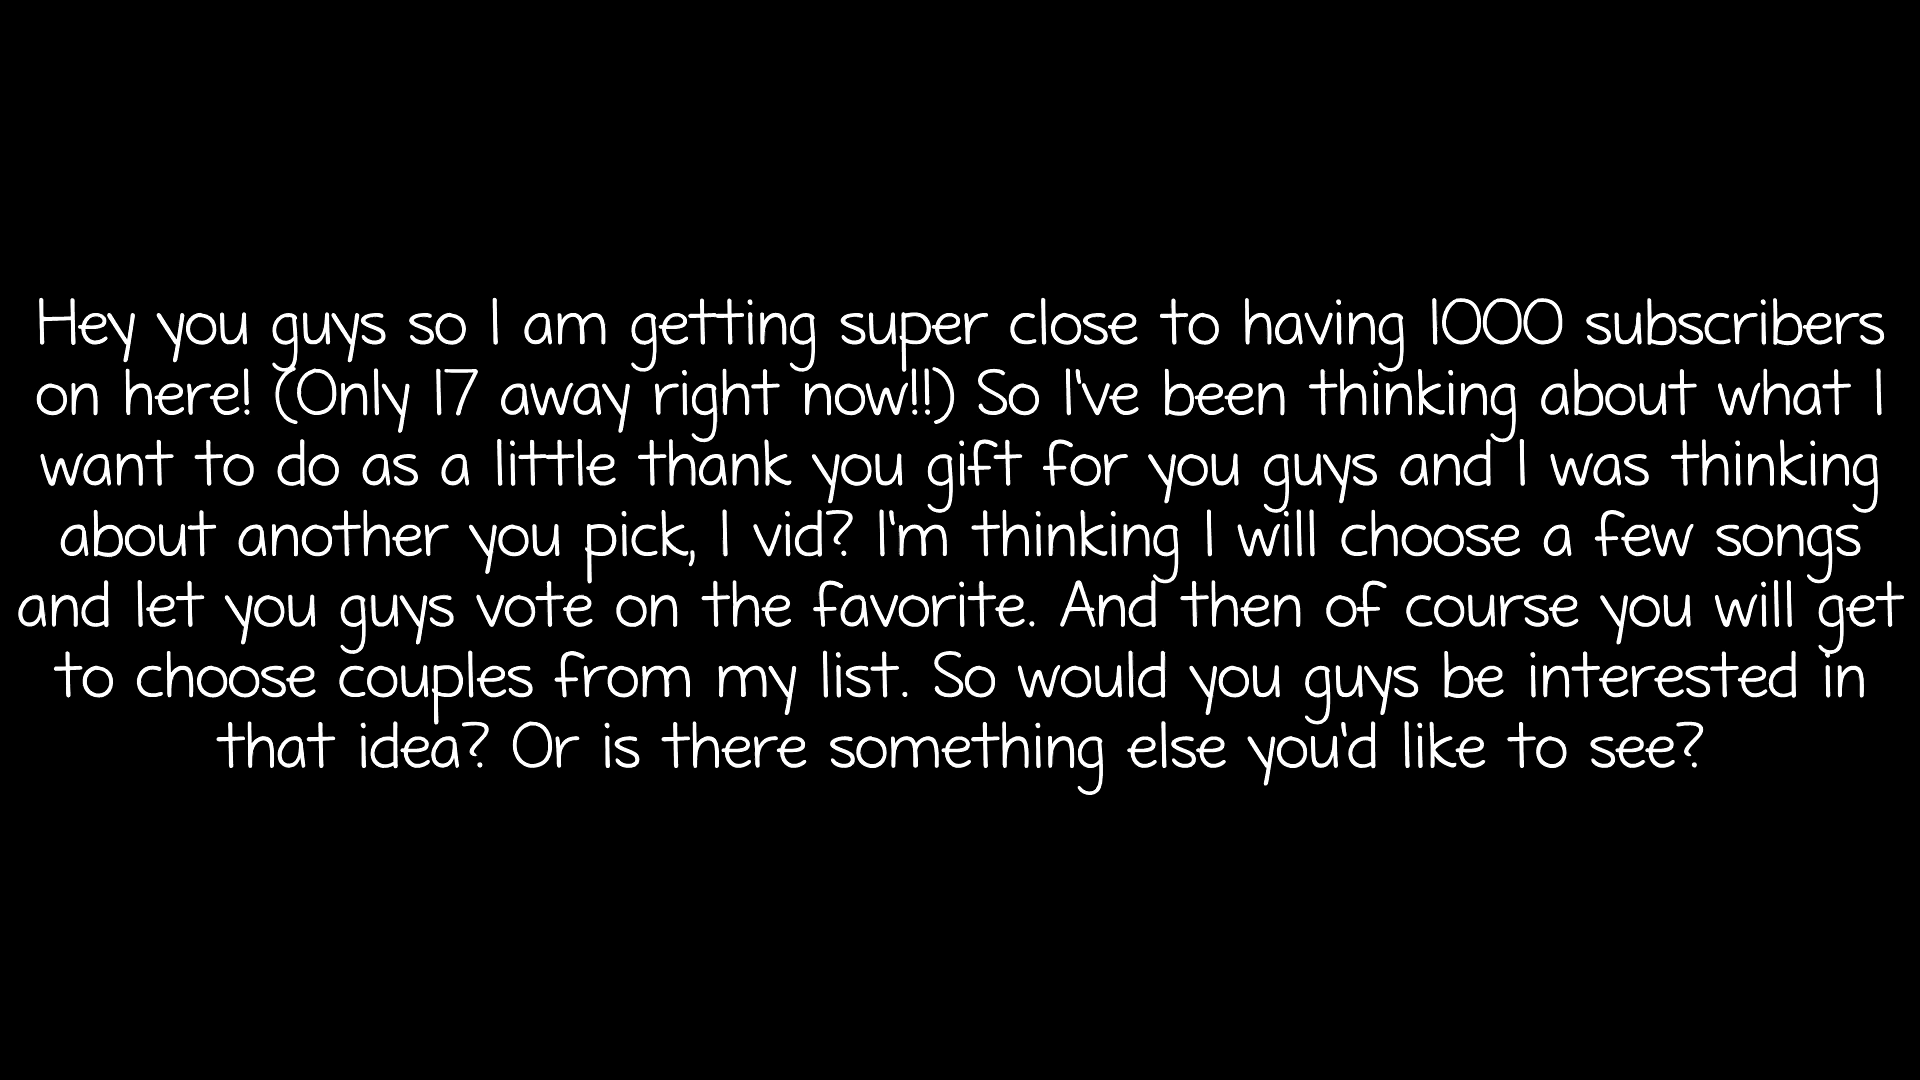 Hey you guys so I am getting super close to having 1000 subscribers
on here! (Only 17 away right now!!) So I've been thinking about what I
want to do as a little thank you gift for you guys and I was thinking
about another you pick, I vid? I'm thinking I will choose a few songs
and let you guys vote on the favorite. And then of course you will get
to choose couples from my list. So would you guys be interested in
that idea? Or is there something else you'd like to see?